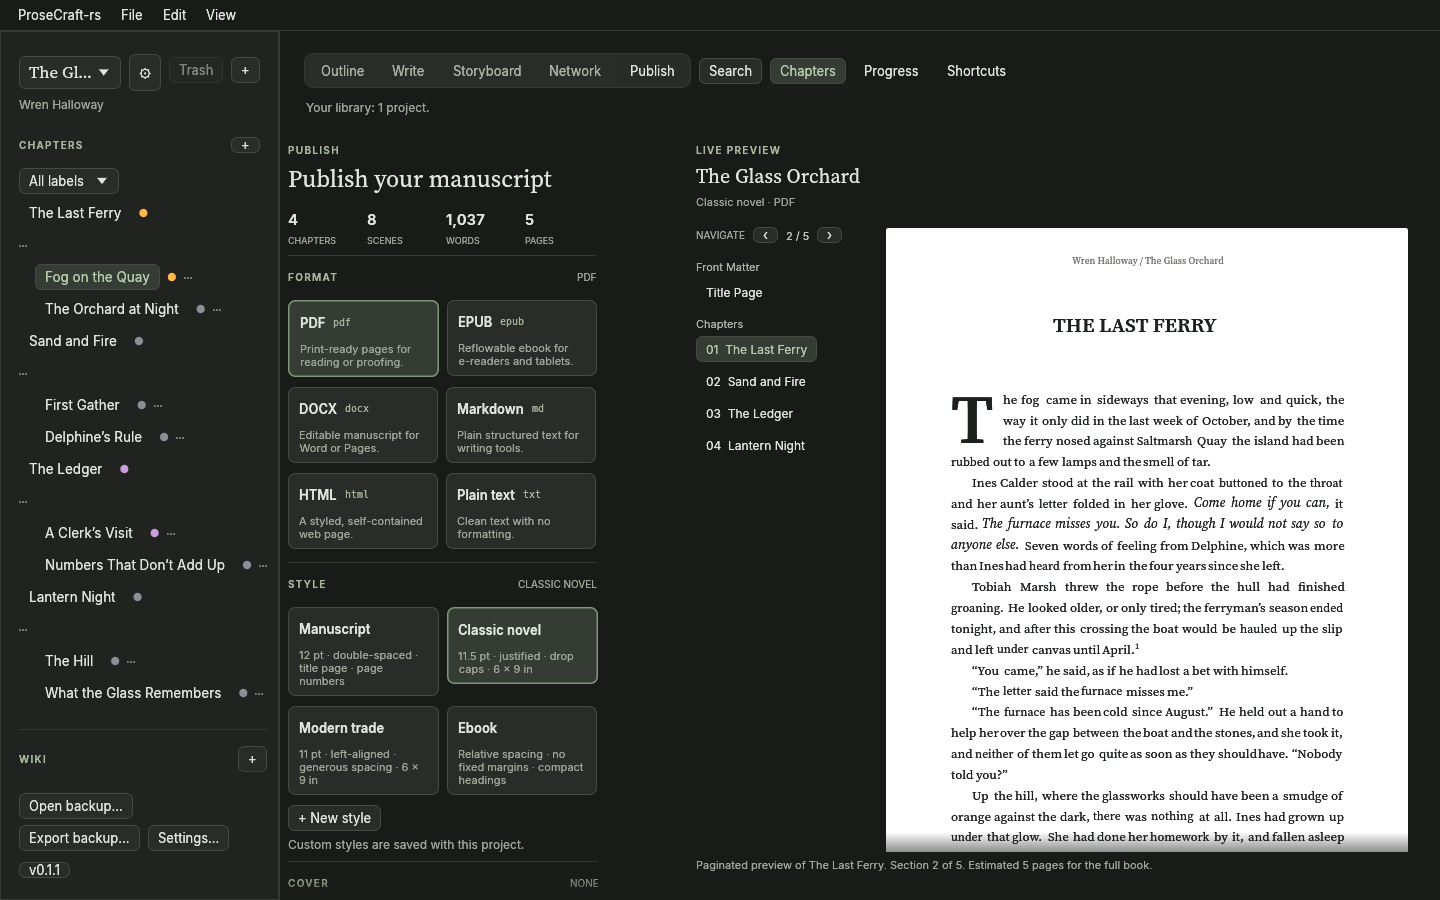 ProseCraft-rs File Edit View
The Gl... Trash +
Wren Halloway
CHAPTERS +
All labels
The Last Ferry
...
Fog on the Quay ...
The Orchard at Night ...
Sand and Fire
...
First Gather ...
Delphine’s Rule ...
The Ledger
...
A Clerk’s Visit ...
Numbers That Don’t Add Up ...
Lantern Night
...
The Hill ...
What the Glass Remembers ...
WIKI +
Open backup...
Export backup... Settings...
v0.1.1
Outline Write Storyboard Network Publish Search Chapters Progress Shortcuts
Your library: 1 project.
PUBLISH
Publish your manuscript
4 8 1,037 5
CHAPTERS SCENES WORDS PAGES
FORMAT PDF
PDF pdf
Print-ready pages for
reading or proofing.
EPUB epub
Reflowable ebook for
e-readers and tablets.
DOCX docx
Editable manuscript for
Word or Pages.
Markdown md
Plain structured text for
writing tools.
HTML html
A styled, self-contained
web page.
Plain text txt
Clean text with no
formatting.
STYLE CLASSIC NOVEL
Manuscript
12 pt · double-spaced ·
title page · page
numbers
Classic novel
11.5 pt · justified · drop
caps · 6 × 9 in
Modern trade
11 pt · left-aligned ·
generous spacing · 6 ×
9 in
Ebook
Relative spacing · no
fixed margins · compact
headings
+ New style
Custom styles are saved with this project.
COVER NONE
LIVE PREVIEW
The Glass Orchard
Classic novel · PDF
NAVIGATE ‹ 2 / 5 ›
Front Matter
Title Page
Chapters
01 The Last Ferry
02 Sand and Fire
03 The Ledger
04 Lantern Night
Wren Halloway / The Glass Orchard
THE LAST FERRY
The fog came in sideways that evening, low and quick, the
way it only did in the last week of October, and by the time
the ferry nosed against Saltmarsh Quay the island had been
rubbed out to a few lamps and the smell of tar.
Ines Calder stood at the rail with her coat buttoned to the throat
and her aunt’s letter folded in her glove. Come home if you can, it
said. The furnace misses you. So do I, though I would not say so to
anyone else. Seven words of feeling from Delphine, which was more
than Ines had heard from her in the four years since she left.
Tobiah Marsh threw the rope before the hull had finished
groaning. He looked older, or only tired; the ferryman’s season ended
tonight, and after this crossing the boat would be hauled up the slip
and left under canvas until April.¹
“You came,” he said, as if he had lost a bet with himself.
“The letter said the furnace misses me.”
“The furnace has been cold since August.” He held out a hand to
help her over the gap between the boat and the stones, and she took it,
and neither of them let go quite as soon as they should have. “Nobody
told you?”
Up the hill, where the glassworks should have been a smudge of
orange against the dark, there was nothing at all. Ines had grown up
under that glow. She had done her homework by it, and fallen asleep
Paginated preview of The Last Ferry. Section 2 of 5. Estimated 5 pages for the full book.